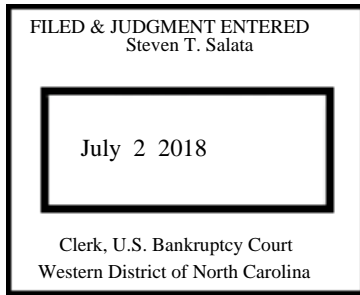 FILED & JUDGMENT ENTERED
Steven T. Salata
July 2 2018
Clerk, U.S. Bankruptcy Court
Western District of North Carolina